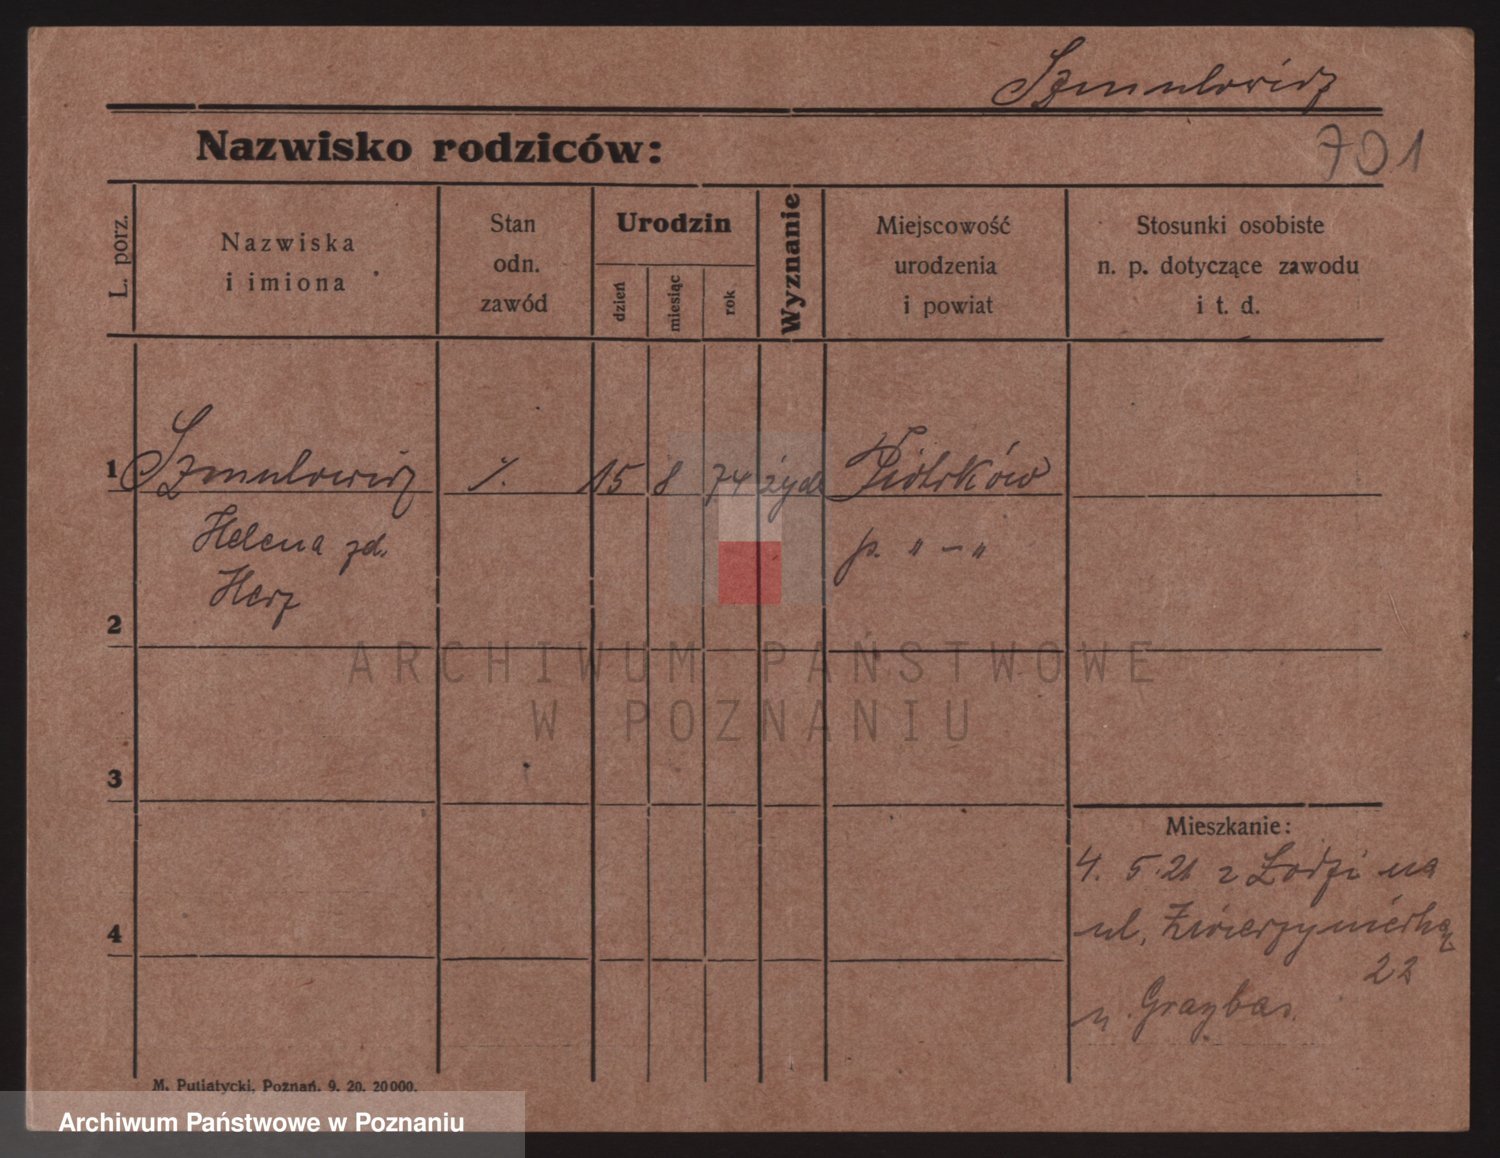 Szmulowicz
Nazwisko rodziców:
701
L. porz.
Nazwiska
i imiona
Stan
odn.
zawód
Urodzin
dzień
miesiąc
rok
Wyznanie
Miejscowość
urodzenia
i powiat
Stosunki osobiste
n. p. dotyczące zawodu
i t. d.
1 Szmulowicz 15 8 74 żyd. Piotrków
Helena zd. p. " — "
Herz
2
3
4
Mieszkanie:
4. 5. 21 z Łodzi na
ul. Zwierzyniecką
22
M. Putiatycki, Poznań. 9. 20. 20000.
ARCHIWUM PAŃSTWOWE
W POZNANIU
Archiwum Państwowe w Poznaniu